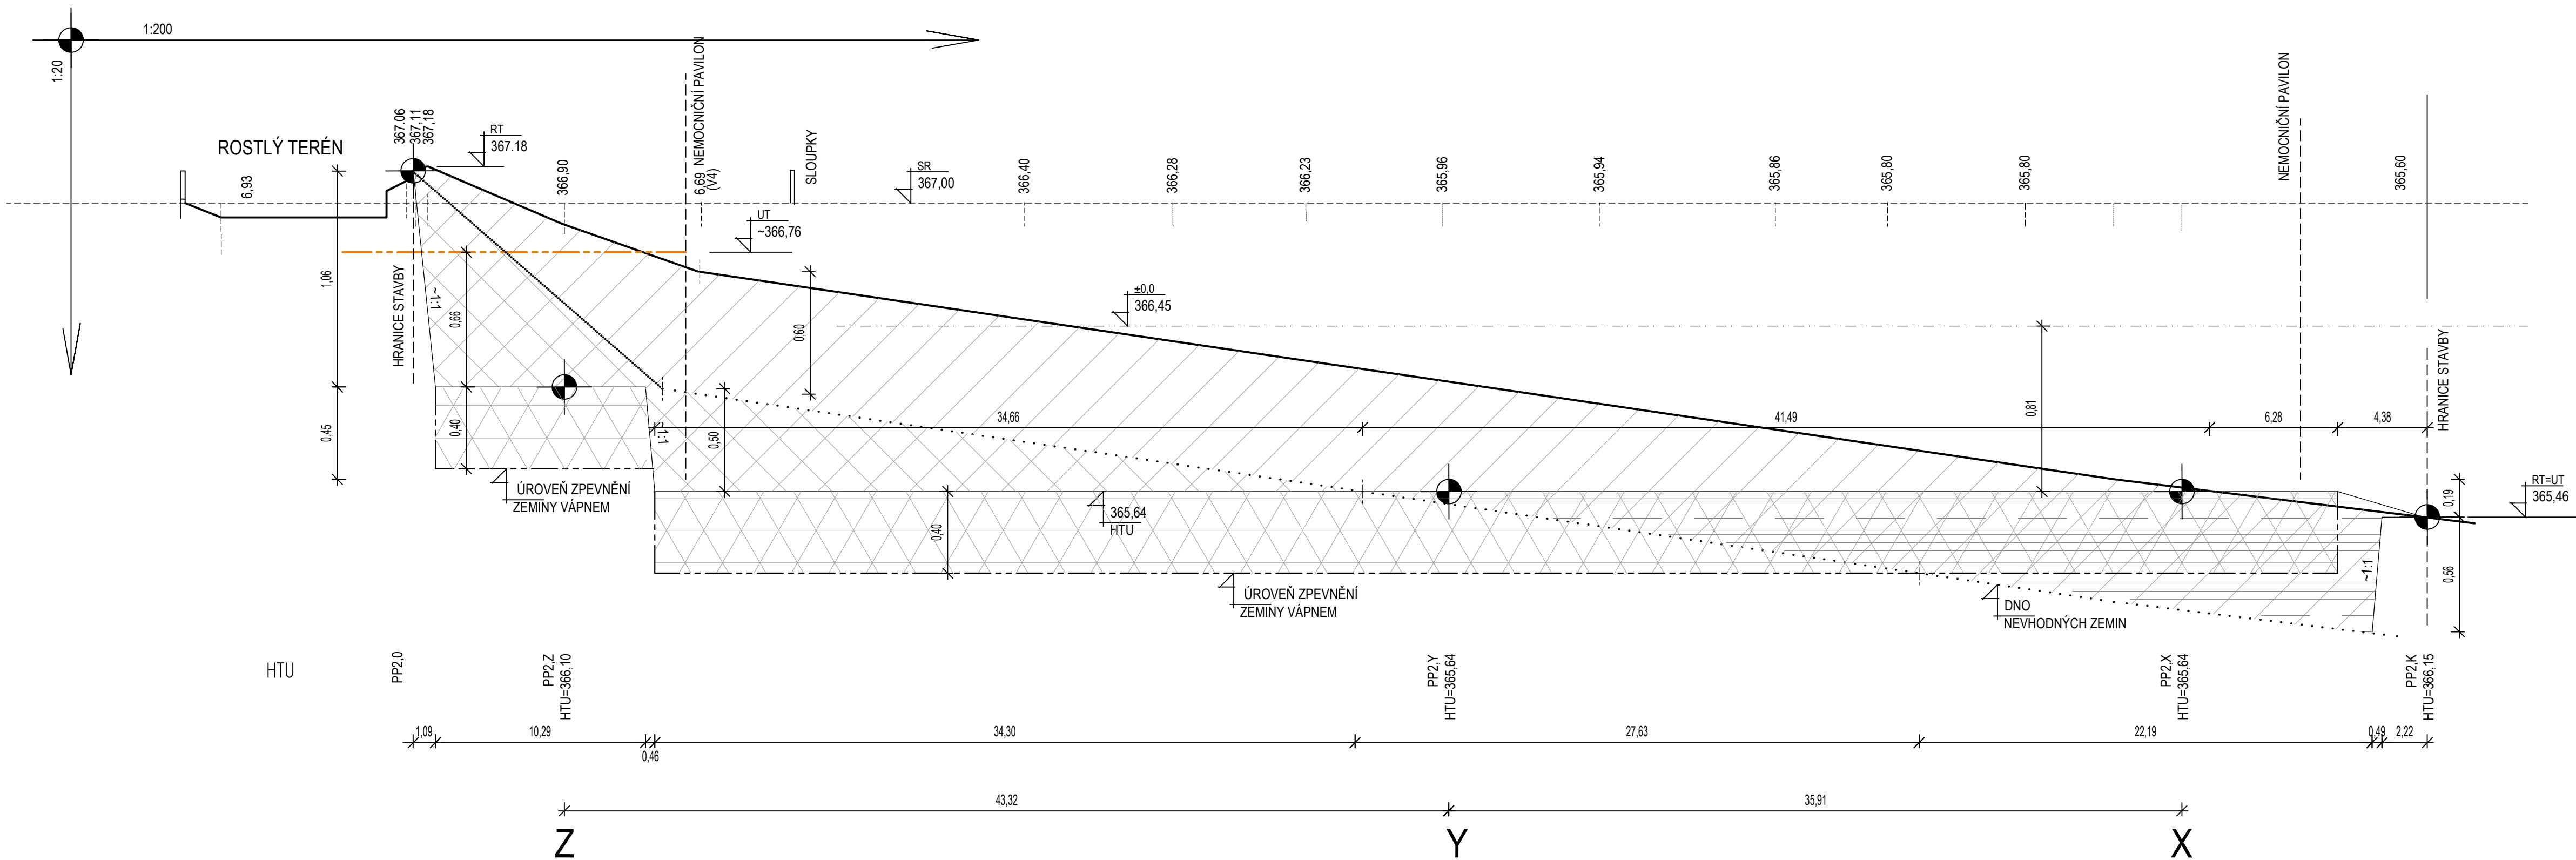 1:200
1:20
ROSTLÝ TERÉN
6,93
367.06
367,11
367,18
RT
367.18
366,90
6,69 NEMOCNIČNÍ PAVILON
(V4)
SLOUPKY
SR
367,00
366,40
366,28
366,23
365,96
365,94
365,86
365,80
365,80
NEMOCNIČNÍ PAVILON
365,60
UT
~366,76
HRANICE STAVBY
1,06
~1:1
0,66
0,60
±0,0
366,45
0,81
HRANICE STAVBY
0,45
0,40
~1:1
0,50
34,66
41,49
6,28
4,38
ÚROVEŇ ZPEVNĚNÍ
ZEMINY VÁPNEM
365,64
HTU
0,40
RT=UT
365,46
0,19
~1:1
0,56
ÚROVEŇ ZPEVNĚNÍ
ZEMINY VÁPNEM
DNO
NEVHODNÝCH ZEMIN
HTU
PP2,0
PP2,Z
HTU=366,10
PP2,Y
HTU=365,64
PP2,X
HTU=365,64
PP2,K
HTU=366,15
1,09
10,29
0,46
34,30
27,63
22,19
0,49
2,22
43,32
35,91
Z
Y
X